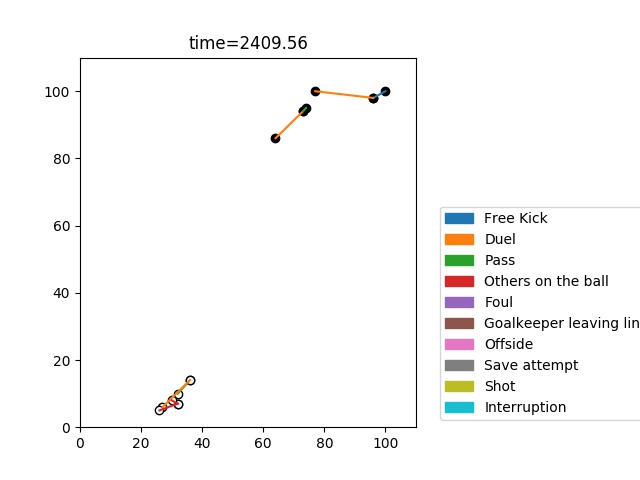 time=2409.56
100
80
60
40
20
0
0 20 40 60 80 100
Free Kick
Duel
Pass
Others on the ball
Foul
Goalkeeper leaving lin
Offside
Save attempt
Shot
Interruption